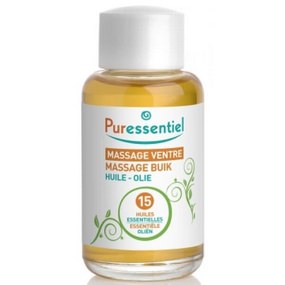 Puressentiel
MASSAGE VENTRE
MASSAGE BUIK
HUILE - OLIE
15
HUILES
ESSENTIELLES
ESSENTIËLE
OLIËN